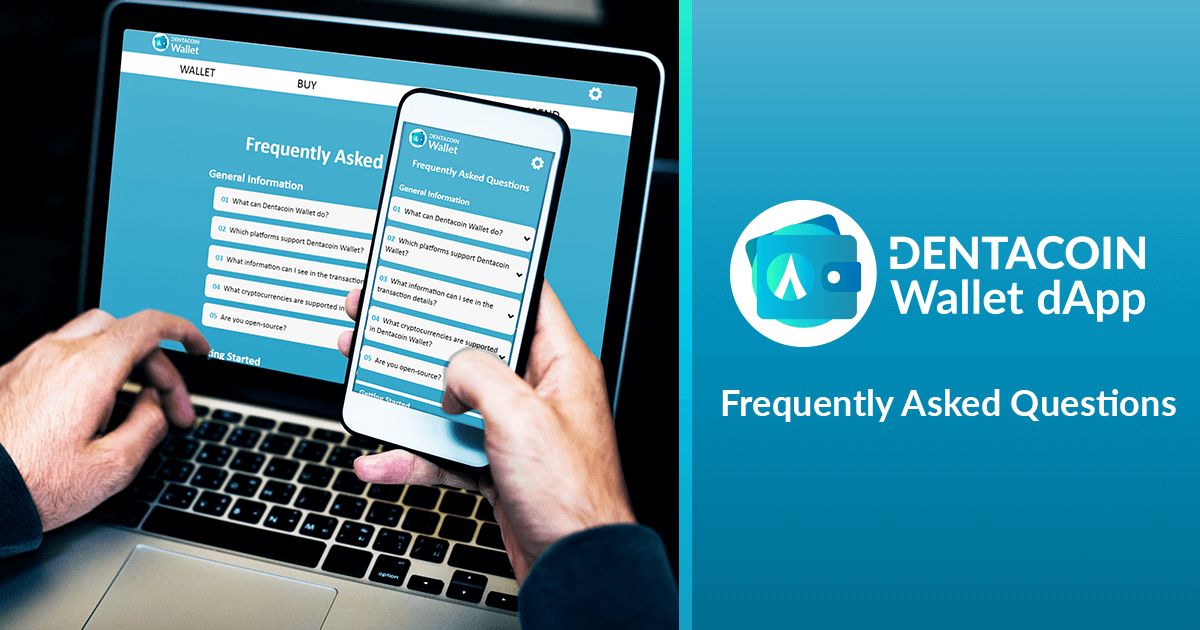 DENTACOIN
Wallet
WALLET
BUY
Frequently Asked
General Information
01 What can Dentacoin Wallet do?
02 Which platforms support Dentacoin Wallet?
03 What information can I see in the transaction
04 What cryptocurrencies are supported in
05 Are you open-source?
Started
DENTACOIN
Wallet
Frequently Asked Questions
General Information
01 What can Dentacoin Wallet do?
02 Which platforms support Dentacoin
Wallet?
03 What information can I see in the
transaction details?
04 What cryptocurrencies are supported
in Dentacoin Wallet?
05 Are you open-source?
Getting Started
option
DENTACOIN
Wallet dApp
Frequently Asked Questions